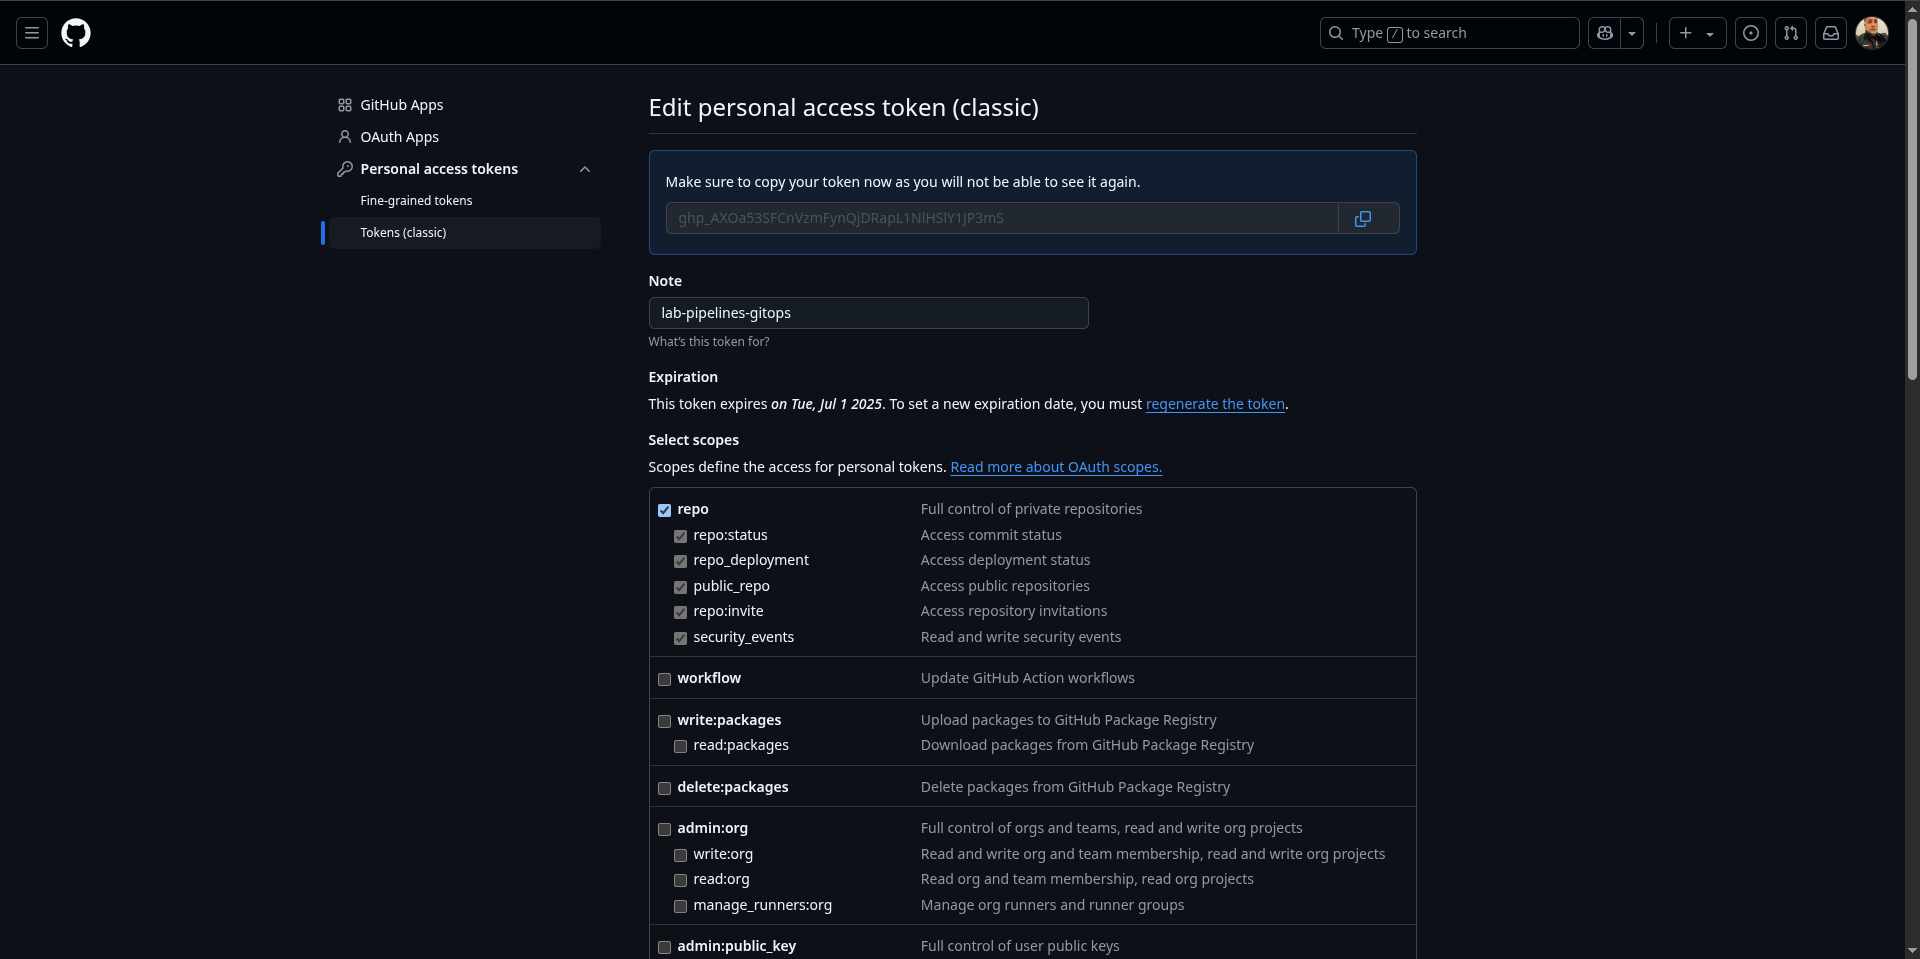 Type / to search
GitHub Apps
OAuth Apps
Personal access tokens
Fine-grained tokens
Tokens (classic)
Edit personal access token (classic)
Make sure to copy your token now as you will not be able to see it again.
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
Note
lab-pipelines-gitops
What's this token for?
Expiration
This token expires on Tue, Jul 1 2025. To set a new expiration date, you must regenerate the token.
Select scopes
Scopes define the access for personal tokens. Read more about OAuth scopes.
repo Full control of private repositories
repo:status Access commit status
repo_deployment Access deployment status
public_repo Access public repositories
repo:invite Access repository invitations
security_events Read and write security events
workflow Update GitHub Action workflows
write:packages Upload packages to GitHub Package Registry
read:packages Download packages from GitHub Package Registry
delete:packages Delete packages from GitHub Package Registry
admin:org Full control of orgs and teams, read and write org projects
write:org Read and write org and team membership, read and write org projects
read:org Read org and team membership, read org projects
manage_runners:org Manage org runners and runner groups
admin:public_key Full control of user public keys